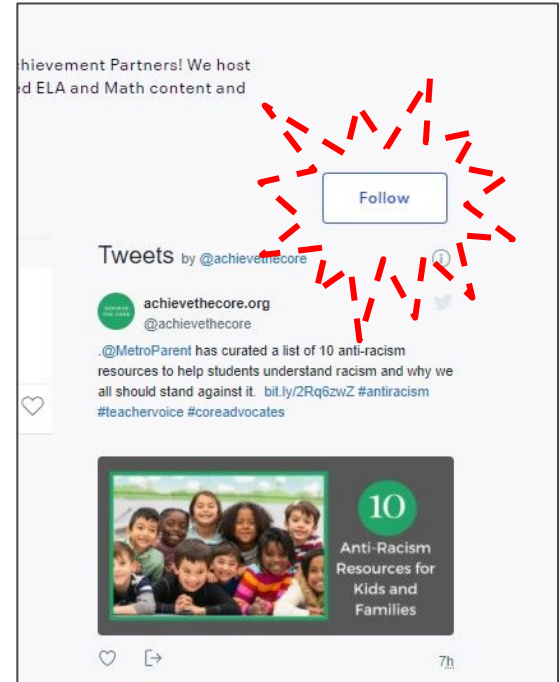 hievement Partners! We host
ed ELA and Math content and
Follow
Tweets by @achievethecore
achievethecore.org
@achievethecore
.@MetroParent has curated a list of 10 anti-racism
resources to help students understand racism and why we
all should stand against it. bit.ly/2Rq6zwZ #antiracism
#teachervoice #coreadvocates
10
Anti-Racism
Resources for
Kids and
Families
7h